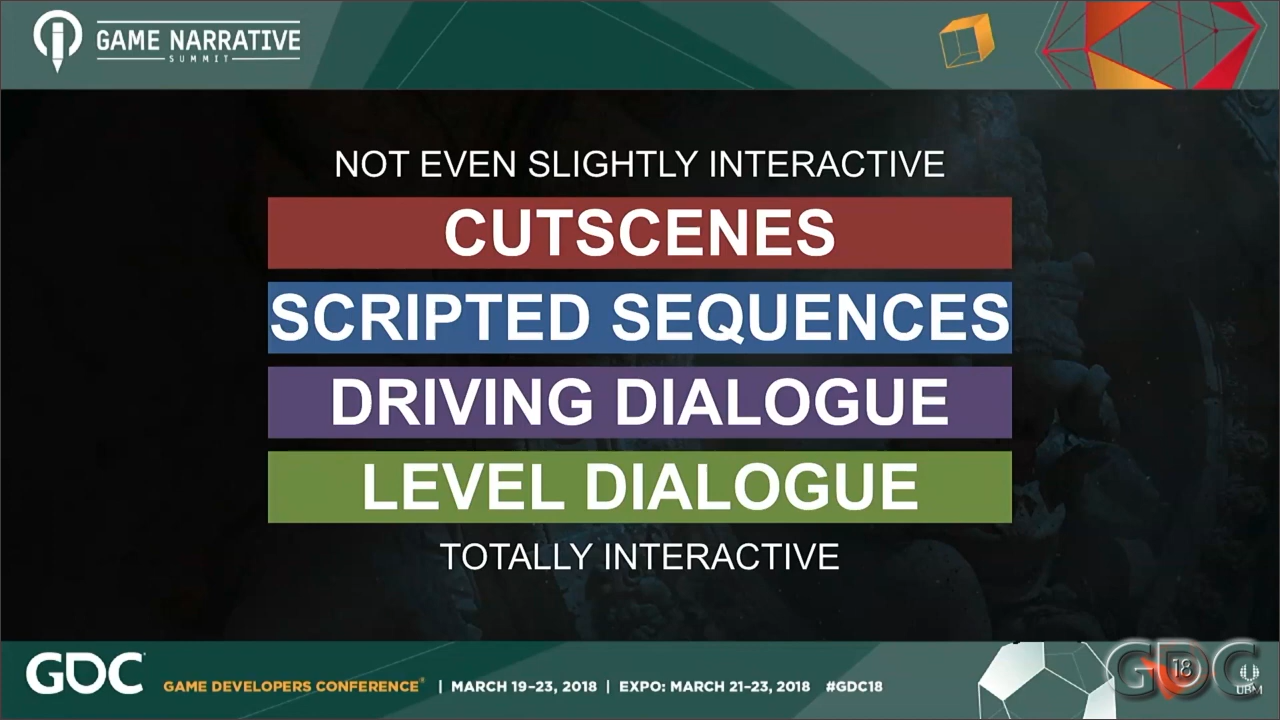 GAME NARRATIVE
SUMMIT
NOT EVEN SLIGHTLY INTERACTIVE
CUTSCENES
SCRIPTED SEQUENCES
DRIVING DIALOGUE
LEVEL DIALOGUE
TOTALLY INTERACTIVE
GDC GAME DEVELOPERS CONFERENCE® | MARCH 19–23, 2018 | EXPO: MARCH 21–23, 2018 #GDC18
GDC 18
UBM